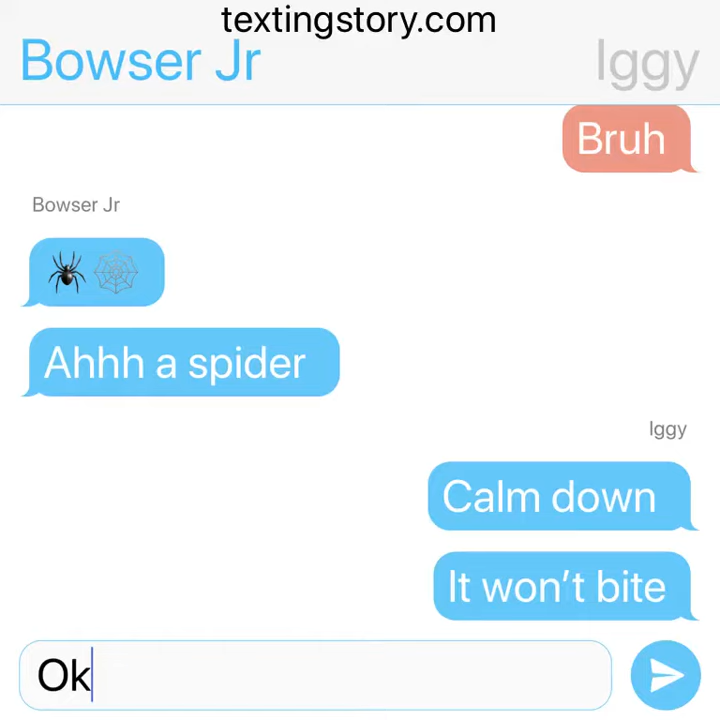 textingstory.com
Bowser Jr Iggy
Bruh
Bowser Jr
🕷🕸
Ahhh a spider
Iggy
Calm down
It won’t bite
Ok